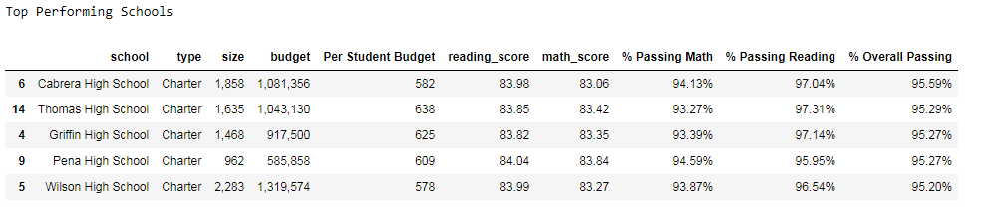 Top Performing Schools
school type size budget Per Student Budget reading_score math_score % Passing Math % Passing Reading % Overall Passing
6 Cabrera High School Charter 1,858 1,081,356 582 83.98 83.06 94.13% 97.04% 95.59%
14 Thomas High School Charter 1,635 1,043,130 638 83.85 83.42 93.27% 97.31% 95.29%
4 Griffin High School Charter 1,468 917,500 625 83.82 83.35 93.39% 97.14% 95.27%
9 Pena High School Charter 962 585,858 609 84.04 83.84 94.59% 95.95% 95.27%
5 Wilson High School Charter 2,283 1,319,574 578 83.99 83.27 93.87% 96.54% 95.20%